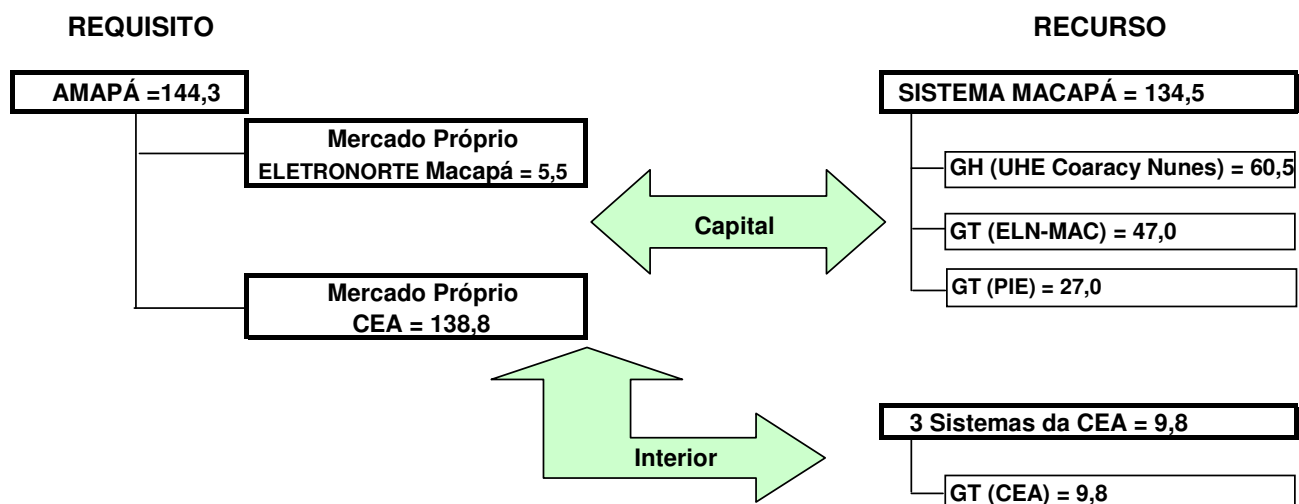 REQUISITO
AMAPÁ =144,3
Mercado Próprio
ELETRONORTE Macapá = 5,5
Mercado Próprio
CEA = 138,8
Capital
Interior
RECURSO
SISTEMA MACAPÁ = 134,5
GH (UHE Coaracy Nunes) = 60,5
GT (ELN-MAC) = 47,0
GT (PIE) = 27,0
3 Sistemas da CEA = 9,8
GT (CEA) = 9,8